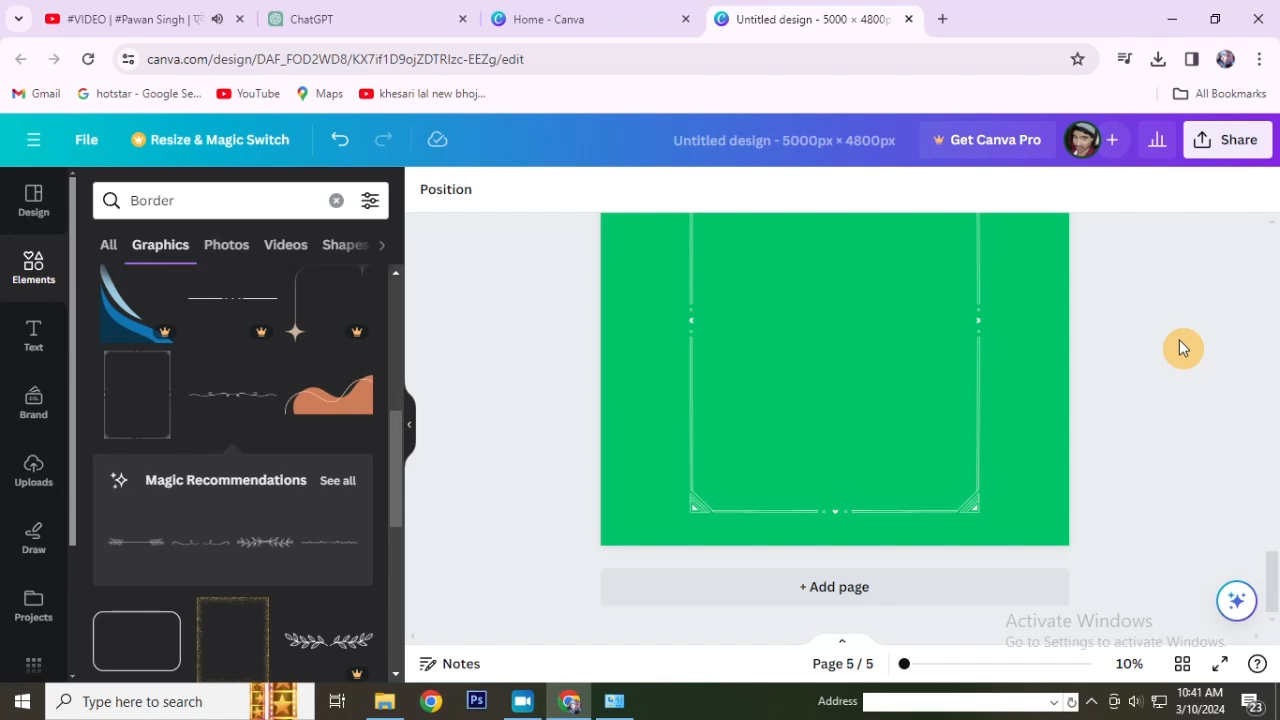 #VIDEO | #Pawan Singh |
ChatGPT
Home - Canva
Untitled design - 5000 × 4800p
canva.com/design/DAF_FOD2WD8/KX7if1D9ojZDTRIzc-EEZg/edit
Gmail
hotstar - Google Se...
YouTube
Maps
khesari lal new bhoj...
All Bookmarks
File
Resize & Magic Switch
Untitled design - 5000px × 4800px
Get Canva Pro
Share
Design
Elements
Text
Brand
Uploads
Draw
Projects
Border
All
Graphics
Photos
Videos
Shapes
Magic Recommendations
See all
Position
+ Add page
Activate Windows
Go to Settings to activate Windows.
Notes
Page 5 / 5
10%
Type here to search
Address
10:41 AM
3/10/2024
23